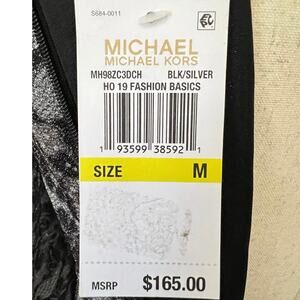 S684-0011
MICHAEL
MICHAEL KORS
MH98ZC3DCH BLK/SILVER
HO 19 FASHION BASICS
1 93599 38592 1
SIZE M
MSRP $165.00